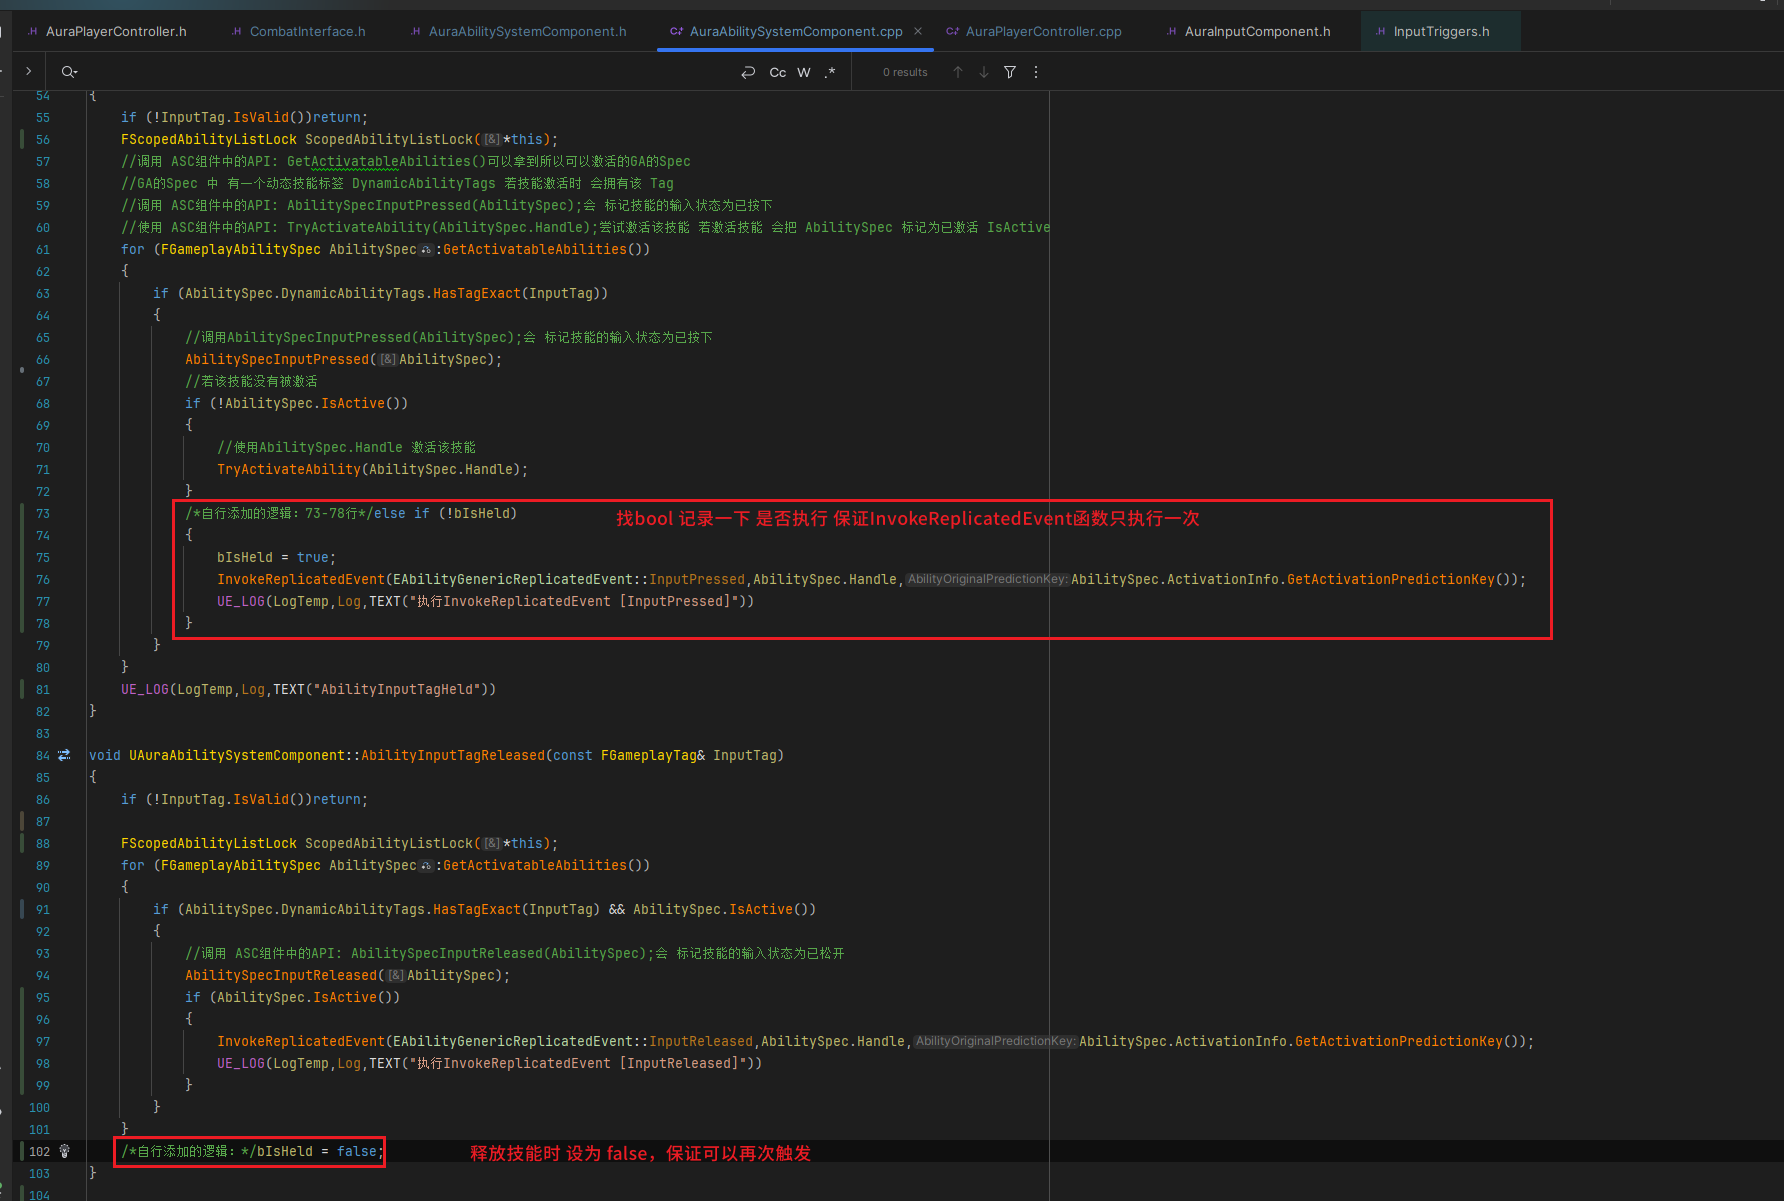 AuraPlayerController.h
CombatInterface.h
AuraAbilitySystemComponent.h
AuraAbilitySystemComponent.cpp
AuraPlayerController.cpp
AuraInputComponent.h
InputTriggers.h
Cc W .* 0 results
54 {
55 if (!InputTag.IsValid())return;
56 FScopedAbilityListLock ScopedAbilityListLock([&]*this);
57 //调用 ASC组件中的API: GetActivatableAbilities()可以拿到所以可以激活的GA的Spec
58 //GA的Spec 中 有一个动态技能标签 DynamicAbilityTags 若技能激活时 会拥有该 Tag
59 //调用 ASC组件中的API: AbilitySpecInputPressed(AbilitySpec);会 标记技能的输入状态为已按下
60 //使用 ASC组件中的API: TryActivateAbility(AbilitySpec.Handle);尝试激活该技能 若激活技能 会把 AbilitySpec 标记为已激活 IsActive
61 for (FGameplayAbilitySpec AbilitySpec :GetActivatableAbilities())
62 {
63 if (AbilitySpec.DynamicAbilityTags.HasTagExact(InputTag))
64 {
65 //调用AbilitySpecInputPressed(AbilitySpec);会 标记技能的输入状态为已按下
66 AbilitySpecInputPressed([&]AbilitySpec);
67 //若该技能没有被激活
68 if (!AbilitySpec.IsActive())
69 {
70 //使用AbilitySpec.Handle 激活该技能
71 TryActivateAbility(AbilitySpec.Handle);
72 }
73 /*自行添加的逻辑: 73-78行*/else if (!bIsHeld) 找bool 记录一下 是否执行 保证InvokeReplicatedEvent函数只执行一次
74 {
75 bIsHeld = true;
76 InvokeReplicatedEvent(EAbilityGenericReplicatedEvent::InputPressed,AbilitySpec.Handle,AbilityOriginalPredictionKey:AbilitySpec.ActivationInfo.GetActivationPredictionKey());
77 UE_LOG(LogTemp,Log,TEXT("执行InvokeReplicatedEvent [InputPressed]"))
78 }
79 }
80 }
81 UE_LOG(LogTemp,Log,TEXT("AbilityInputTagHeld"))
82 }
83
84 void UAuraAbilitySystemComponent::AbilityInputTagReleased(const FGameplayTag& InputTag)
85 {
86 if (!InputTag.IsValid())return;
87
88 FScopedAbilityListLock ScopedAbilityListLock([&]*this);
89 for (FGameplayAbilitySpec AbilitySpec :GetActivatableAbilities())
90 {
91 if (AbilitySpec.DynamicAbilityTags.HasTagExact(InputTag) && AbilitySpec.IsActive())
92 {
93 //调用 ASC组件中的API: AbilitySpecInputReleased(AbilitySpec);会 标记技能的输入状态为已松开
94 AbilitySpecInputReleased([&]AbilitySpec);
95 if (AbilitySpec.IsActive())
96 {
97 InvokeReplicatedEvent(EAbilityGenericReplicatedEvent::InputReleased,AbilitySpec.Handle,AbilityOriginalPredictionKey:AbilitySpec.ActivationInfo.GetActivationPredictionKey());
98 UE_LOG(LogTemp,Log,TEXT("执行InvokeReplicatedEvent [InputReleased]"))
99 }
100 }
101 }
102 /*自行添加的逻辑: */bIsHeld = false; 释放技能时 设为 false，保证可以再次触发
103 }
104